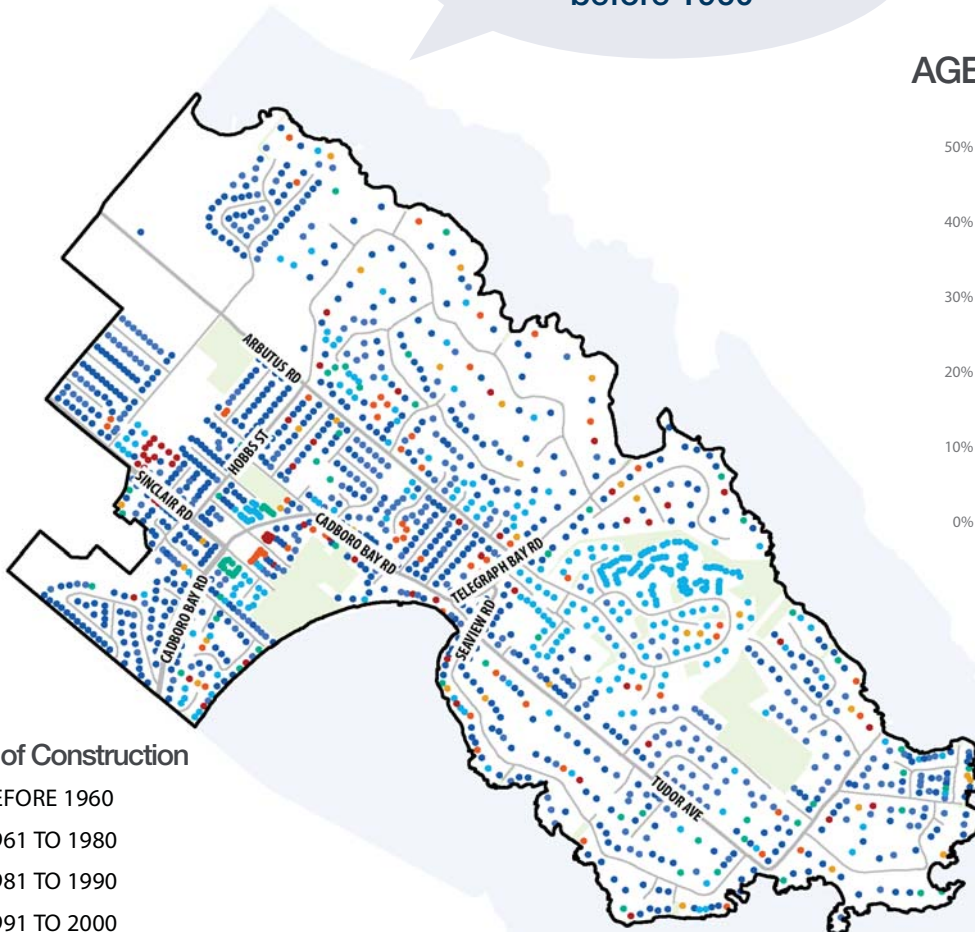 AGE
50%
40%
30%
20%
10%
0%
ARBUTUS RD
HOBBS ST
SINCLAIR RD
CADBORO BAY RD
TELEGRAPH BAY RD
CADBORO BAY RD
SEAVIEW RD
TUDOR AVE
of Construction
EFORE 1960
961 TO 1980
981 TO 1990
991 TO 2000